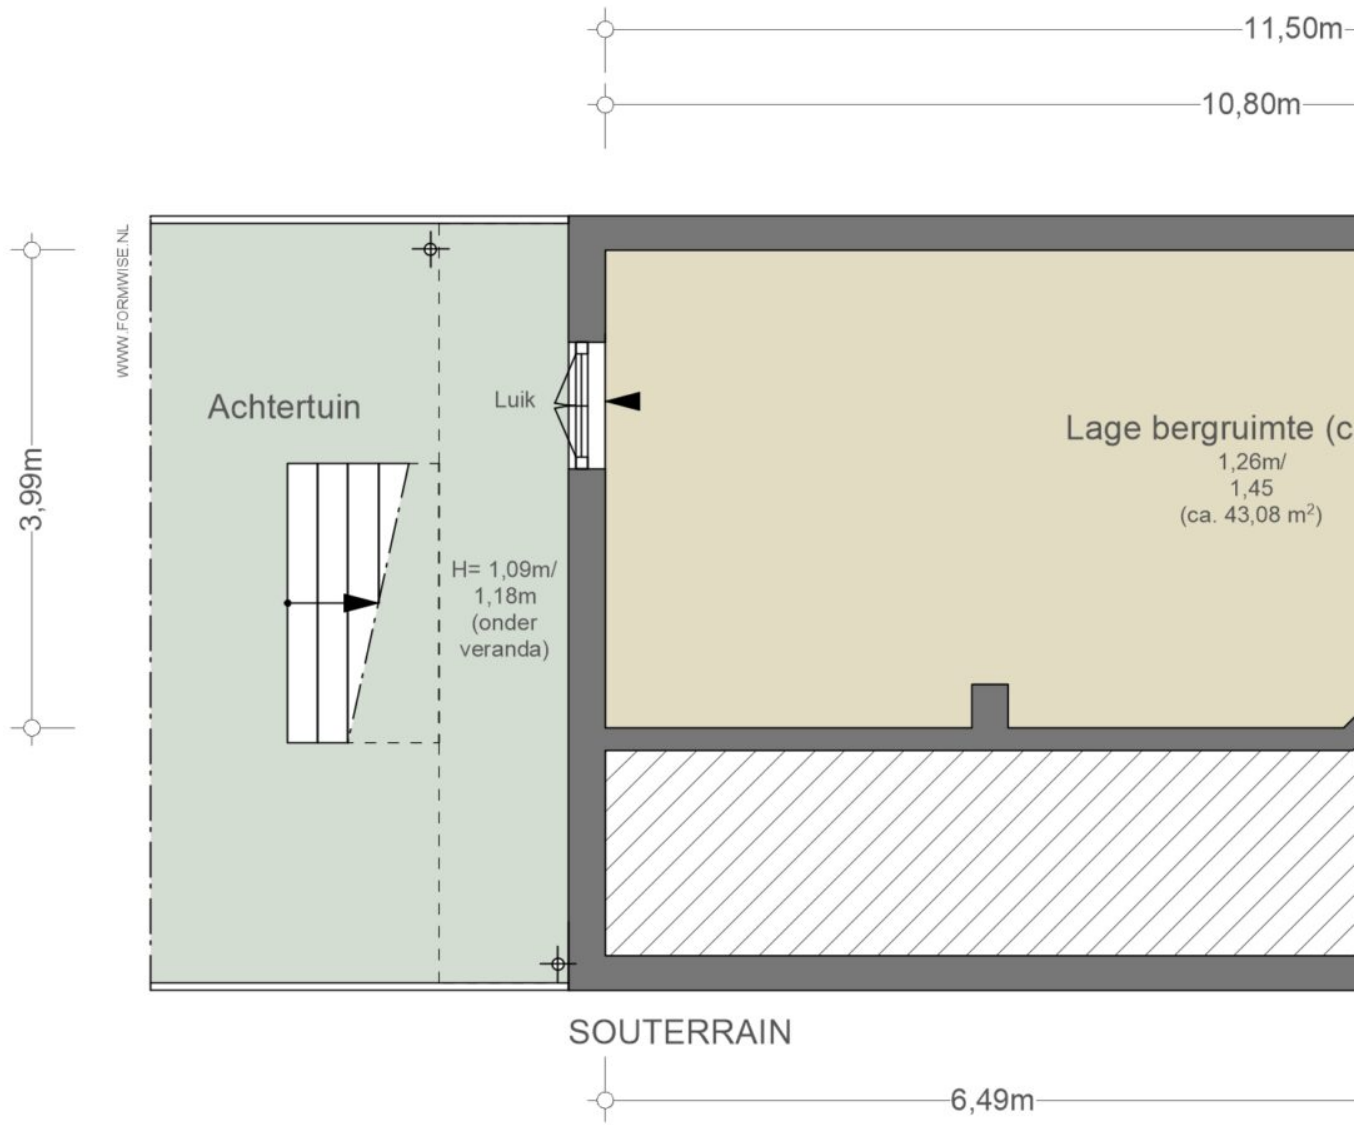 11,50m
10,80m
WWW.FORMWISE.NL
Achtertuin
Luik
Lage bergruimte (c
1,26m/
1,45
(ca. 43,08 m²)
3,99m
H= 1,09m/
1,18m
(onder
veranda)
SOUTERRAIN
6,49m